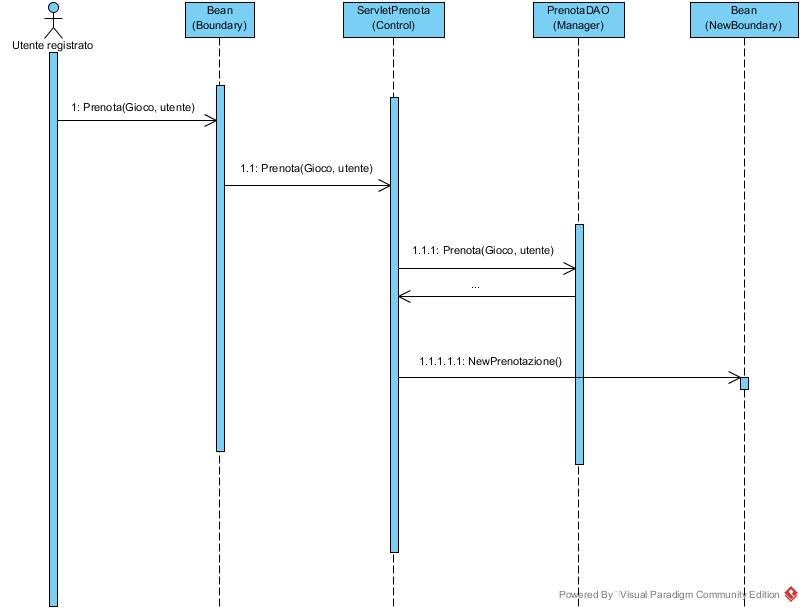 Bean
(Boundary)
ServletPrenota
(Control)
PrenotaDAO
(Manager)
Bean
(NewBoundary)
Utente registrato
1: Prenota(Gioco, utente)
1.1: Prenota(Gioco, utente)
1.1.1: Prenota(Gioco, utente)
...
1.1.1.1.1: NewPrenotazione()
Powered By Visual Paradigm Community Edition